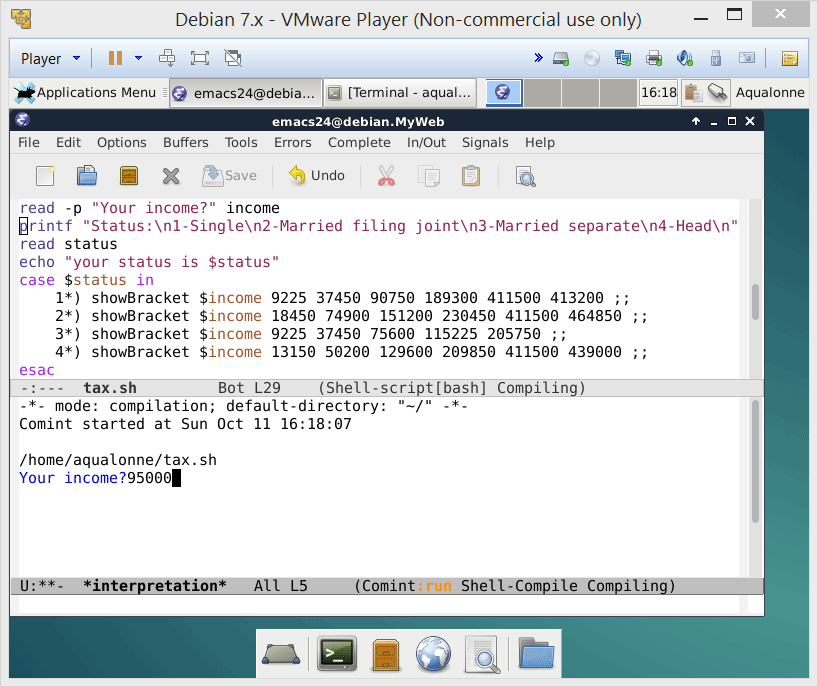 Debian 7.x - VMware Player (Non-commercial use only)
Player
Applications Menu emacs24@debia... [Terminal - aqual... 16:18 Aqualonne
emacs24@debian.MyWeb
File Edit Options Buffers Tools Errors Complete In/Out Signals Help
Save Undo
read -p "Your income?" income
printf "Status:\n1-Single\n2-Married filing joint\n3-Married separate\n4-Head\n"
read status
echo "your status is $status"
case $status in
    1*) showBracket $income 9225 37450 90750 189300 411500 413200 ;;
    2*) showBracket $income 18450 74900 151200 230450 411500 464850 ;;
    3*) showBracket $income 9225 37450 75600 115225 205750 ;;
    4*) showBracket $income 13150 50200 129600 209850 411500 439000 ;;
esac
-:--- tax.sh Bot L29 (Shell-script[bash] Compiling)
-*- mode: compilation; default-directory: "~/" -*-
Comint started at Sun Oct 11 16:18:07
/home/aqualonne/tax.sh
Your income?95000
U:**- *interpretation* All L5 (Comint:run Shell-Compile Compiling)